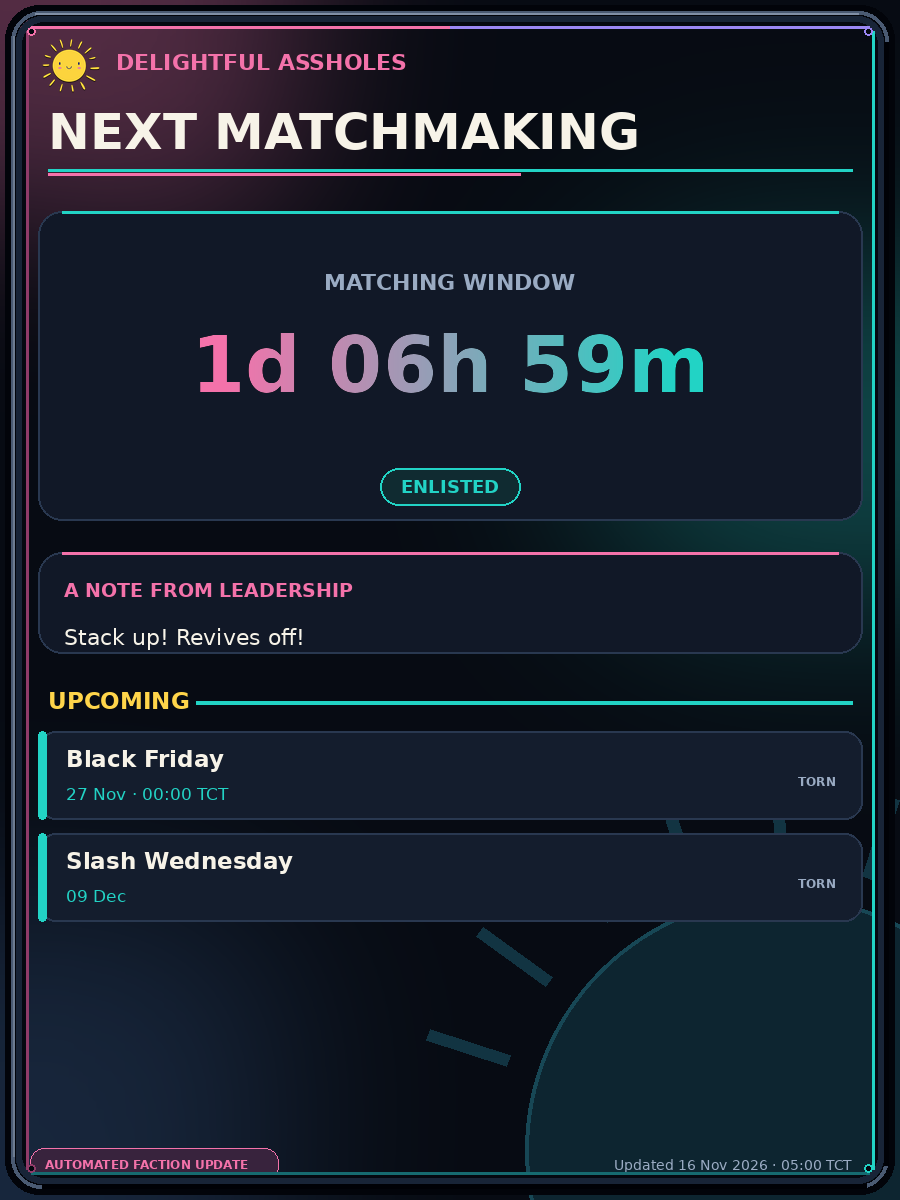 DELIGHTFUL ASSHOLES
NEXT MATCHMAKING
MATCHING WINDOW
1d 06h 59m
ENLISTED
A NOTE FROM LEADERSHIP
Stack up! Revives off!
UPCOMING
Black Friday
27 Nov · 00:00 TCT
TORN
Slash Wednesday
09 Dec
TORN
AUTOMATED FACTION UPDATE
Updated 16 Nov 2026 · 05:00 TCT